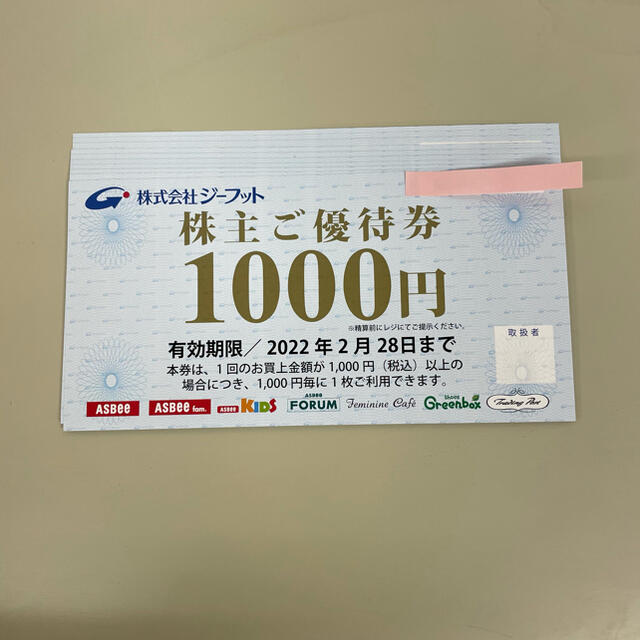 株式会社ジーフット
株主ご優待券
1000円
※精算前にレジにてご提示ください。
取扱者
有効期限／2022年2月28日まで
本券は、1回のお買上金額が1,000円（税込）以上の
場合につき、1,000円毎に1枚ご利用できます。
ASBee ASBee fam. ASBee KIDS ASBee FORUM Feminine Café Greenbox Trading Post